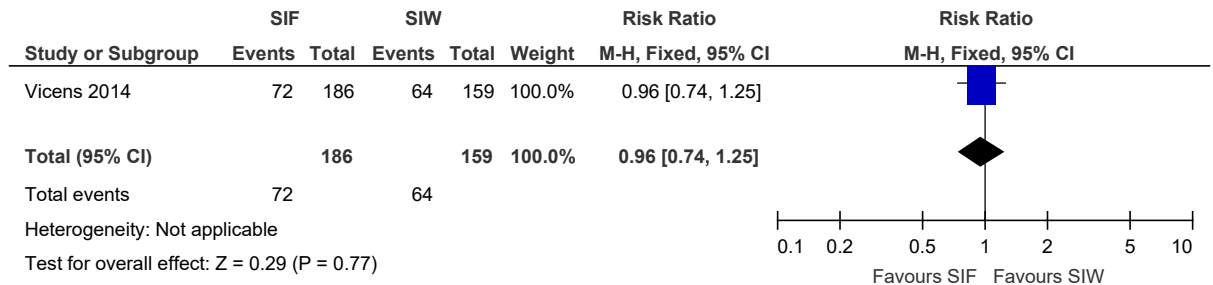 SIF SIW Risk Ratio Risk Ratio
Study or Subgroup Events Total Events Total Weight M-H, Fixed, 95% CI M-H, Fixed, 95% CI
Vicens 2014 72 186 64 159 100.0% 0.96 [0.74, 1.25]
Total (95% CI) 186 159 100.0% 0.96 [0.74, 1.25]
Total events 72 64
Heterogeneity: Not applicable
Test for overall effect: Z = 0.29 (P = 0.77)
0.1 0.2 0.5 1 2 5 10
Favours SIF Favours SIW